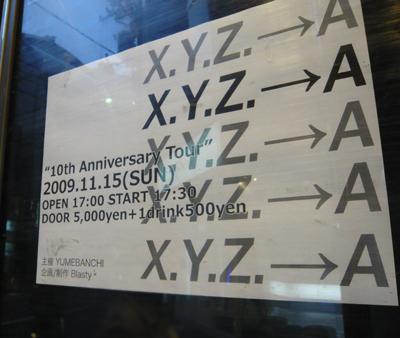 X.Y.Z.→A
X.Y.Z.→A
X.Y.Z.→A
"10th Anniversary Tour"
2009.11.15(SUN)
OPEN 17:00 START 17:30
X.Y.Z.→A
DOOR 5,000yen+1drink500yen
X.Y.Z.→A
主催 YUMEBANCHI
企画/制作 Blasty